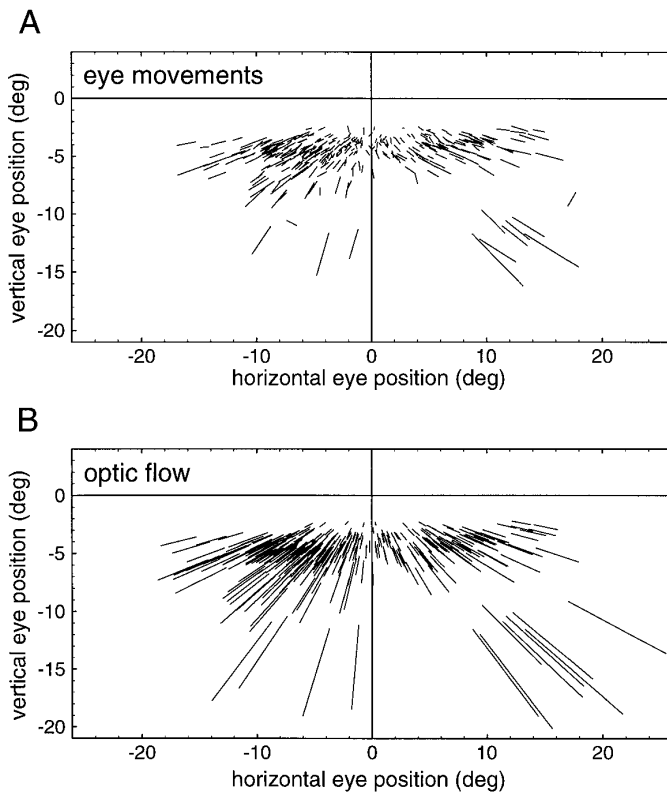 A
eye movements
0
-5
-10
-15
-20
vertical eye position (deg)
-20 -10 0 10 20
horizontal eye position (deg)
B
optic flow
0
-5
-10
-15
-20
vertical eye position (deg)
-20 -10 0 10 20
horizontal eye position (deg)